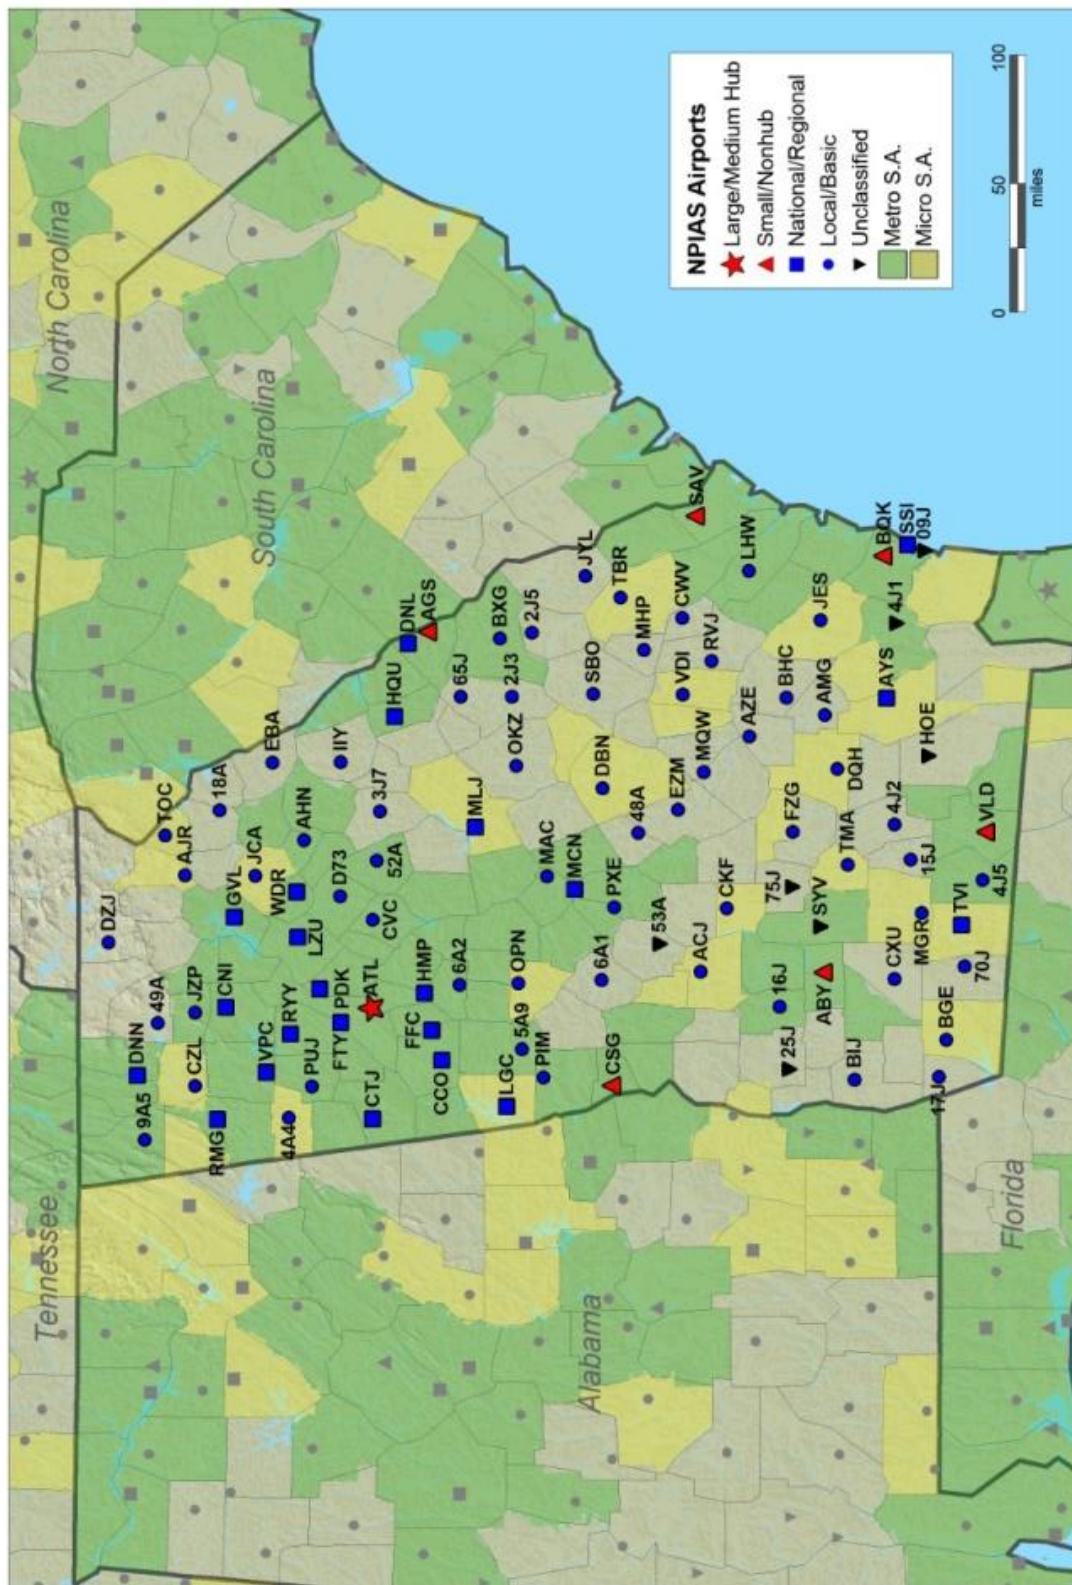 North Carolina
South Carolina
Tennessee
Alabama
Florida
NPIAS Airports
Large/Medium Hub
Small/Nonhub
National/Regional
Local/Basic
Unclassified
Metro S.A.
Micro S.A.
0 50 100
miles
9A5
DNN
49A
DZJ
TOC
AJR
18A
CZL
JZP
RMG
CNI
GVL
JCA
EBA
VPC
RYY
LZU
WDR
AHN
4A4
PUJ
PDK
FTY
D73
IIY
CTJ
ATL
CVC
52A
3J7
HQU
DNL
AGS
FFC
HMP
CCO
6A2
65J
MLJ
LGC
5A9
OPN
PIM
MAC
OKZ
2J3
BXG
2J5
MCN
CSG
6A1
PXE
DBN
SBO
JYL
TBR
53A
48A
MHP
EZM
VDI
CWV
ACJ
CKF
MQW
RVJ
SAV
AZE
LHW
25J
16J
75J
FZG
BHC
ABY
SYV
AMG
JES
BIJ
TMA
DQH
CXU
15J
4J2
AYS
4J1
BQK
SSI
09J
MGR
HOE
17J
BGE
70J
TVI
4J5
VLD